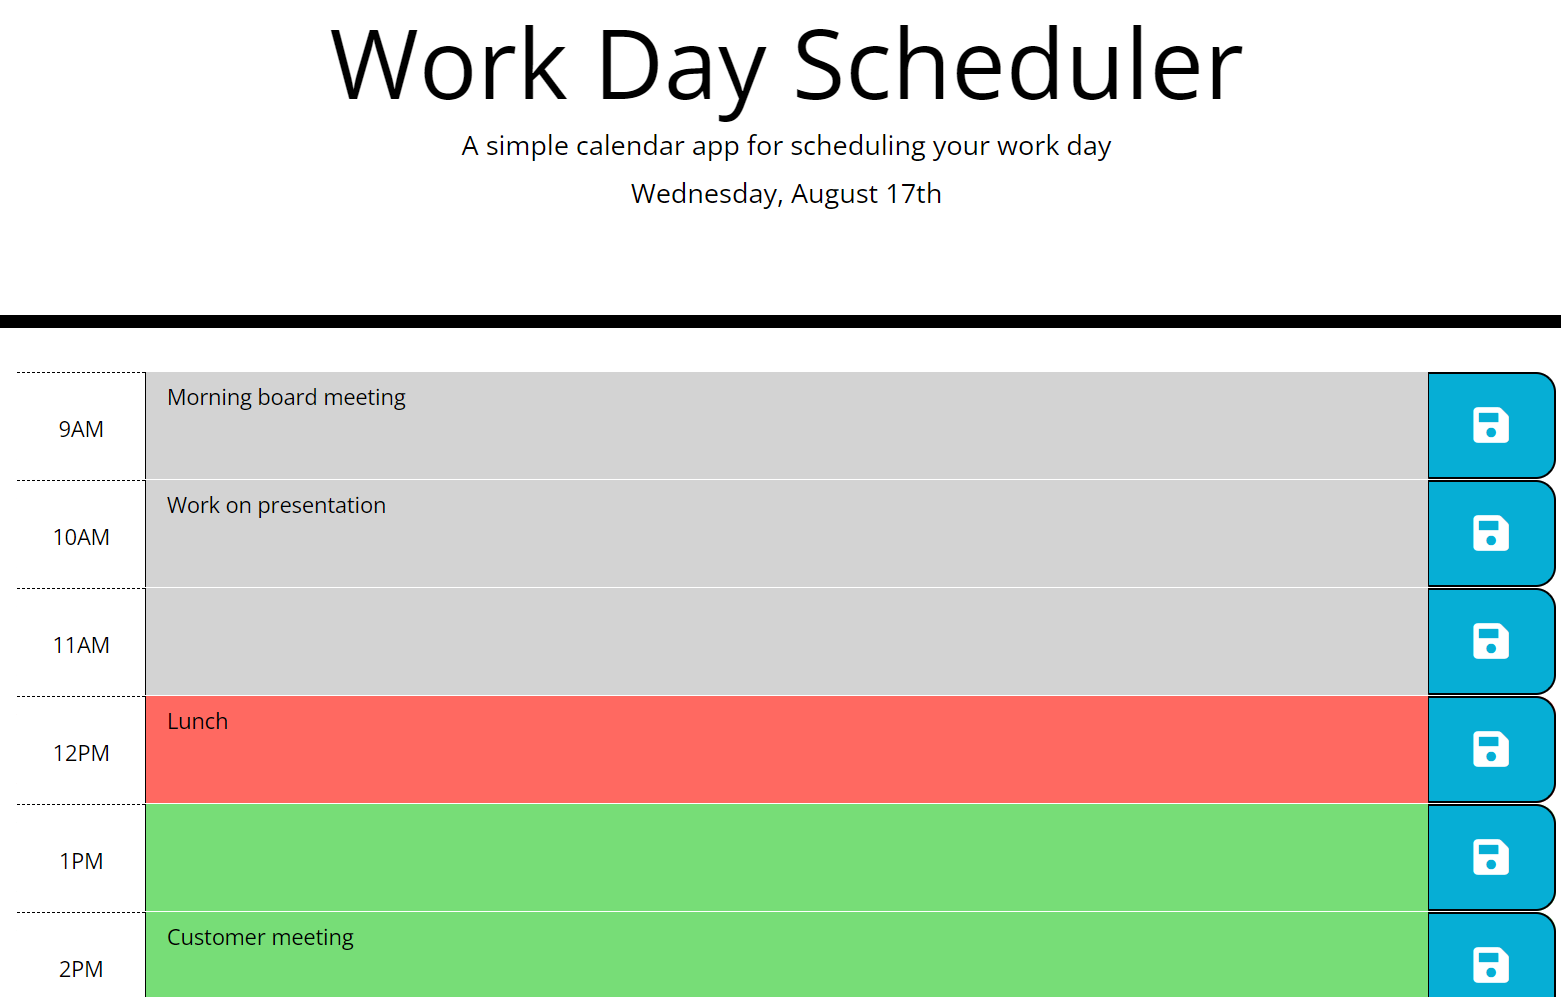 Work Day Scheduler
A simple calendar app for scheduling your work day
Wednesday, August 17th
9AM
Morning board meeting
10AM
Work on presentation
11AM
12PM
Lunch
1PM
2PM
Customer meeting